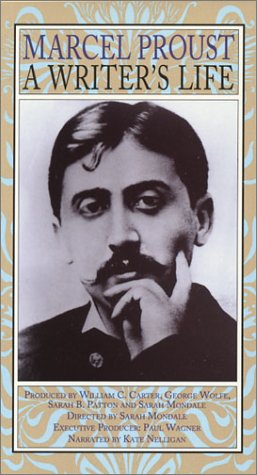 MARCEL PROUST
A WRITER'S LIFE
PRODUCED BY WILLIAM C. CARTER, GEORGE WOLFE,
SARAH B. PATTON AND SARAH MONDALE
DIRECTED BY SARAH MONDALE
EXECUTIVE PRODUCER: PAUL WAGNER
NARRATED BY KATE NELLIGAN